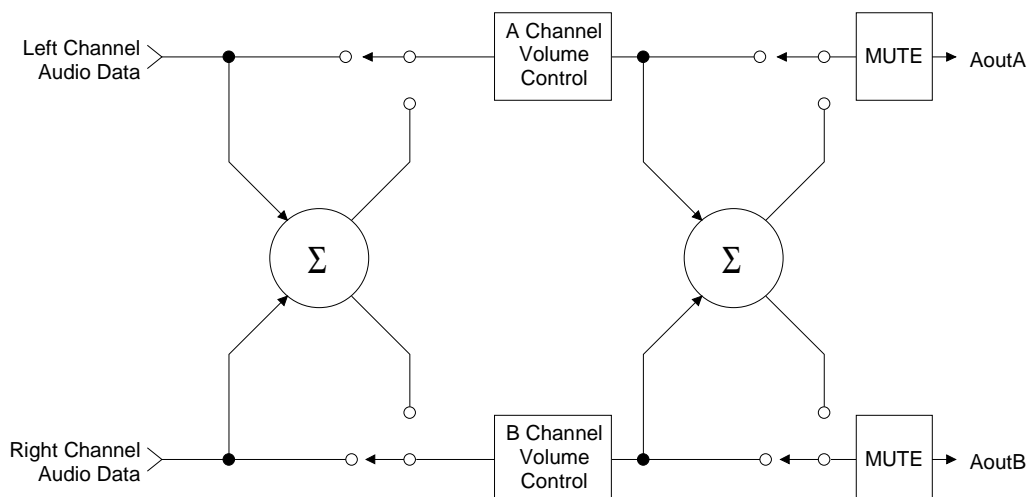 Left Channel
Audio Data
A Channel
Volume
Control
MUTE
AoutA
Σ
Σ
Right Channel
Audio Data
B Channel
Volume
Control
MUTE
AoutB